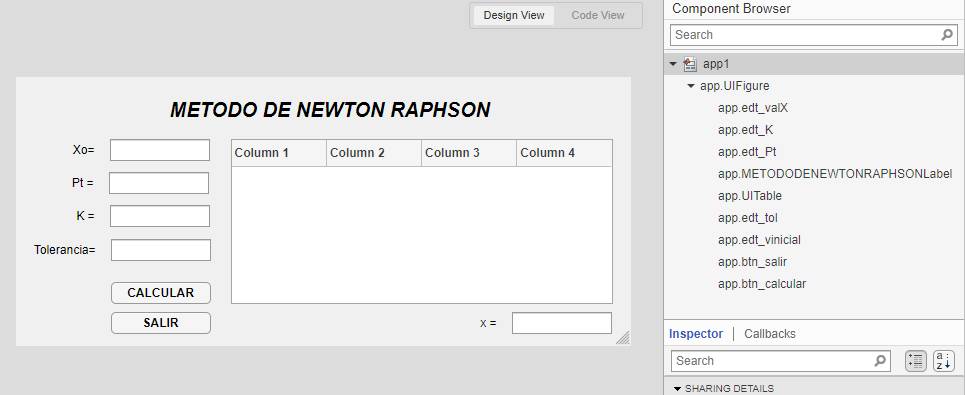 Design View
Code View
METODO DE NEWTON RAPHSON
Xo=
Pt =
K =
Tolerancia=
CALCULAR
SALIR
Column 1
Column 2
Column 3
Column 4
x =
Component Browser
Search
app1
app.UIFigure
app.edt_valX
app.edt_K
app.edt_Pt
app.METODODENEWTONRAPHSONLabel
app.UITable
app.edt_tol
app.edt_vinicial
app.btn_salir
app.btn_calcular
Inspector
Callbacks
Search
a :
z
SHARING DETAILS